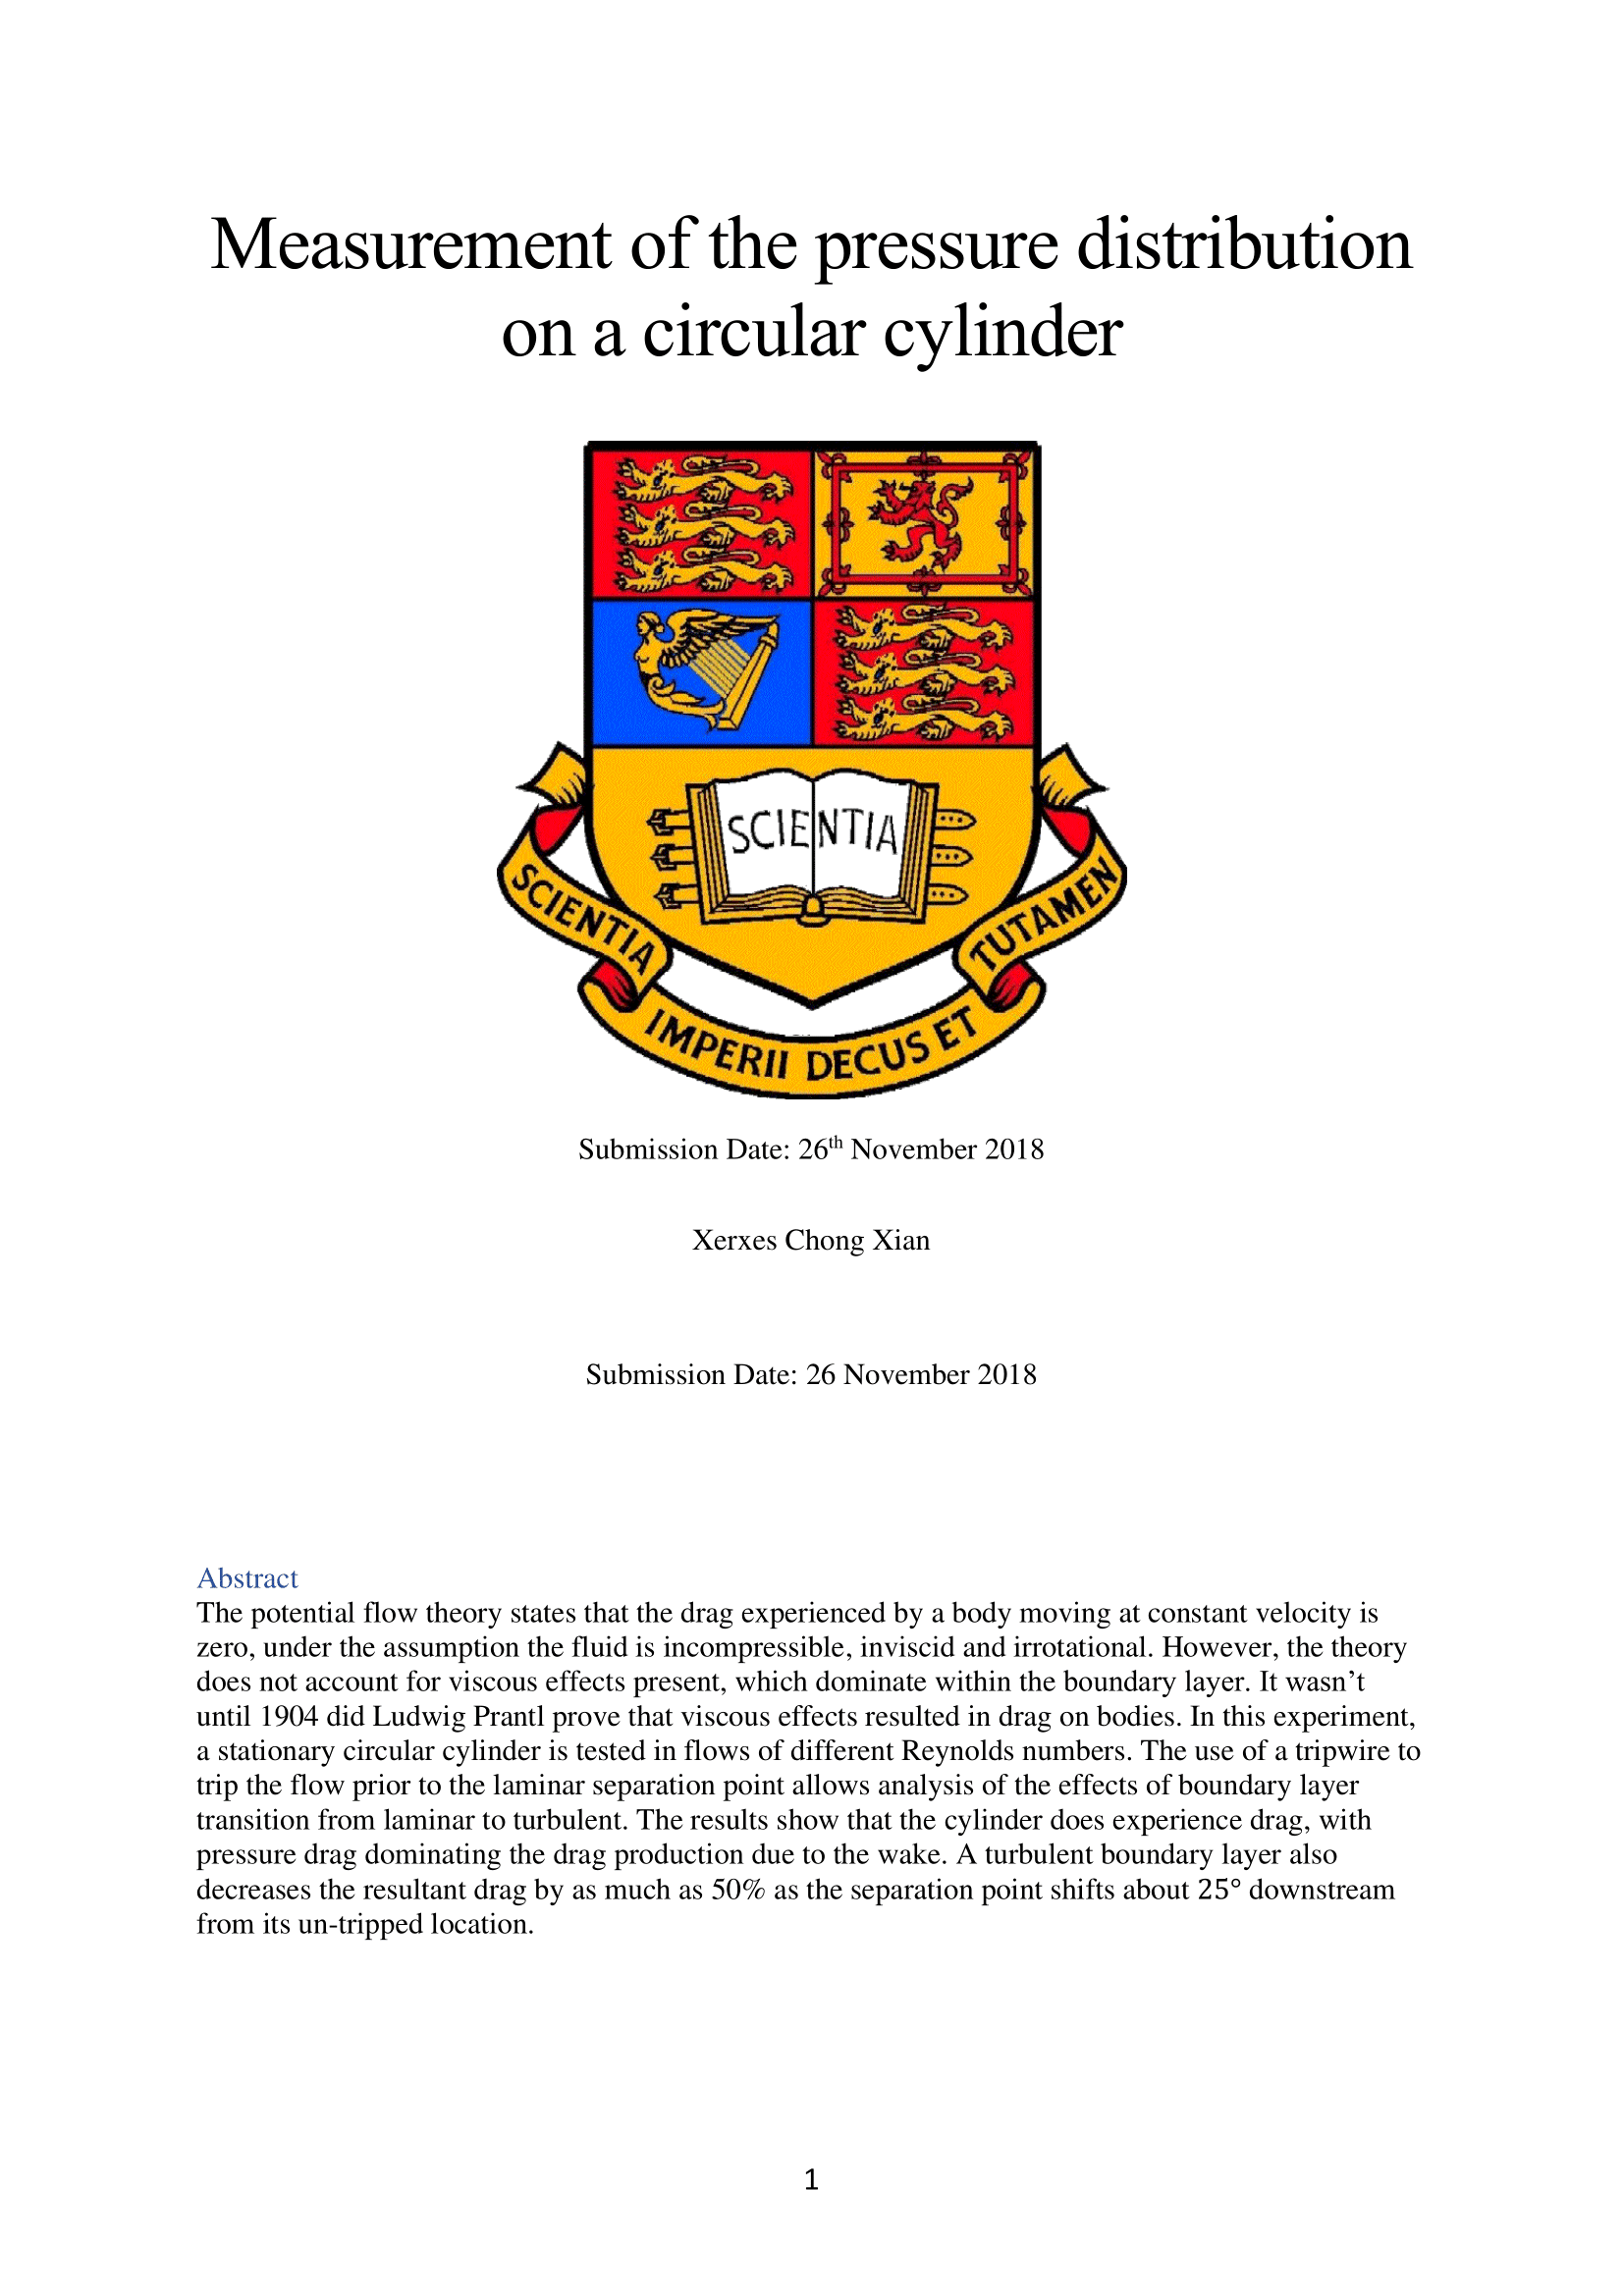 Measurement of the pressure distribution
on a circular cylinder
SCIENTIA
SCIENTIA
IMPERII DECUS ET
TUTAMEN
Submission Date: 26th November 2018
Xerxes Chong Xian
Submission Date: 26 November 2018
Abstract
The potential flow theory states that the drag experienced by a body moving at constant velocity is
zero, under the assumption the fluid is incompressible, inviscid and irrotational. However, the theory
does not account for viscous effects present, which dominate within the boundary layer. It wasn’t
until 1904 did Ludwig Prantl prove that viscous effects resulted in drag on bodies. In this experiment,
a stationary circular cylinder is tested in flows of different Reynolds numbers. The use of a tripwire to
trip the flow prior to the laminar separation point allows analysis of the effects of boundary layer
transition from laminar to turbulent. The results show that the cylinder does experience drag, with
pressure drag dominating the drag production due to the wake. A turbulent boundary layer also
decreases the resultant drag by as much as 50% as the separation point shifts about 25° downstream
from its un-tripped location.
1